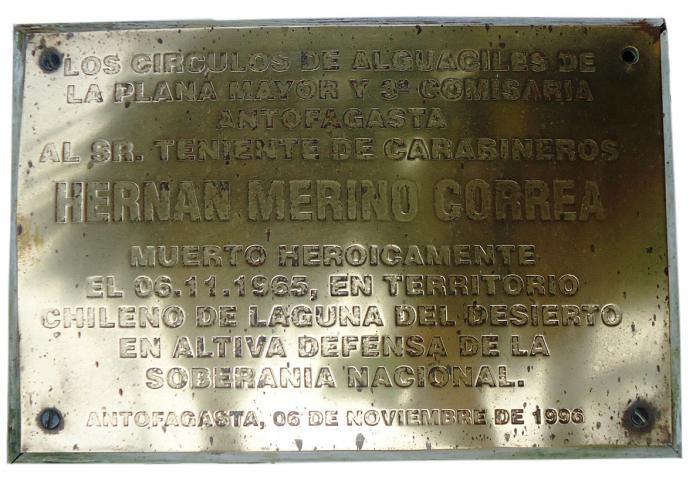 LOS CIRCULOS DE ALGUACILES DE
LA PLANA MAYOR Y 3ª COMISARIA
ANTOFAGASTA
AL SR. TENIENTE DE CARABINEROS
HERNAN MERINO CORREA
MUERTO HEROICAMENTE
EL 06.11.1965, EN TERRITORIO
CHILENO DE LAGUNA DEL DESIERTO
EN ALTIVA DEFENSA DE LA
SOBERANIA NACIONAL.
ANTOFAGASTA, 06 DE NOVIEMBRE DE 1996